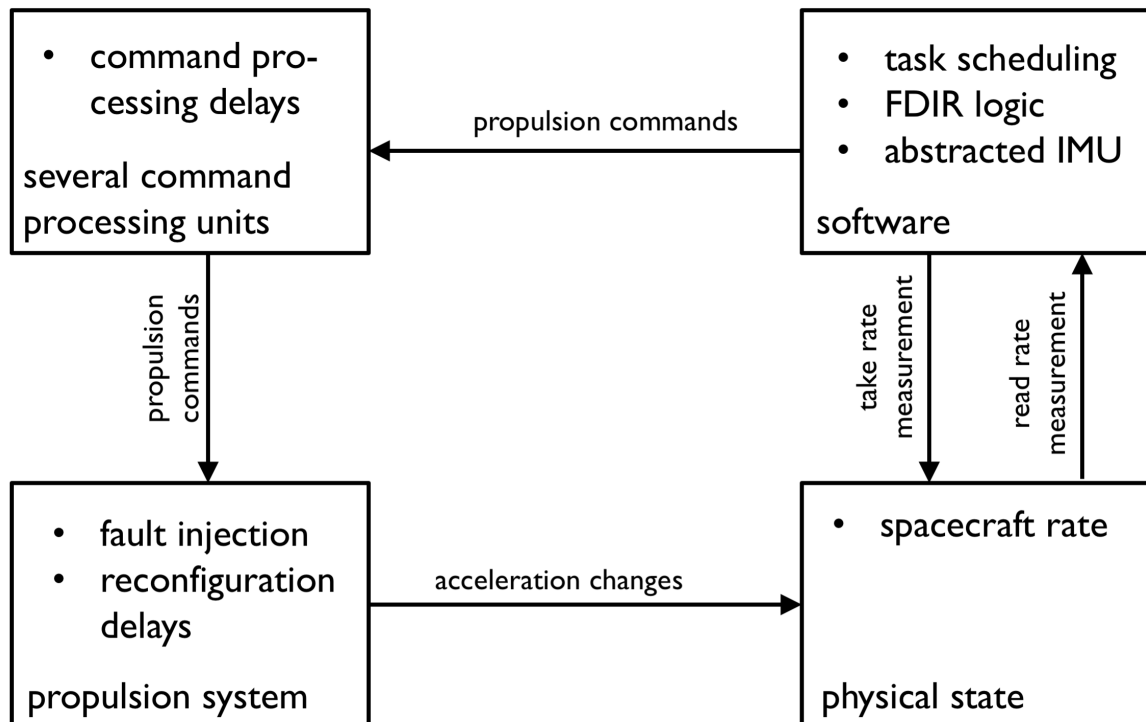 • command pro-
cessing delays
several command
processing units
propulsion commands
• task scheduling
• FDIR logic
• abstracted IMU
software
propulsion
commands
take rate
measurement
read rate
measurement
• fault injection
• reconfiguration
delays
propulsion system
acceleration changes
• spacecraft rate
physical state